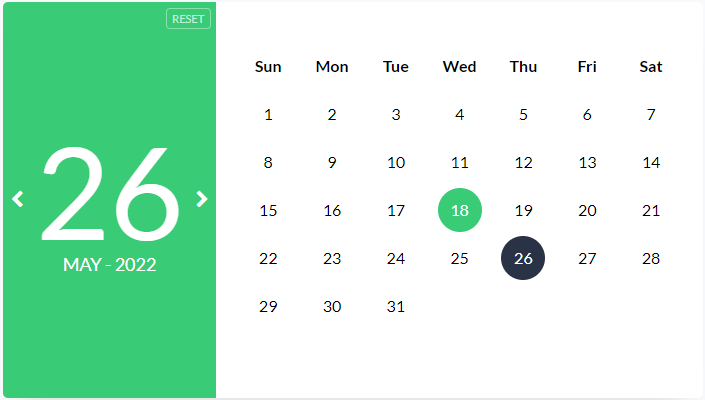 RESET
26
MAY - 2022
Sun Mon Tue Wed Thu Fri Sat
1 2 3 4 5 6 7
8 9 10 11 12 13 14
15 16 17 18 19 20 21
22 23 24 25 26 27 28
29 30 31